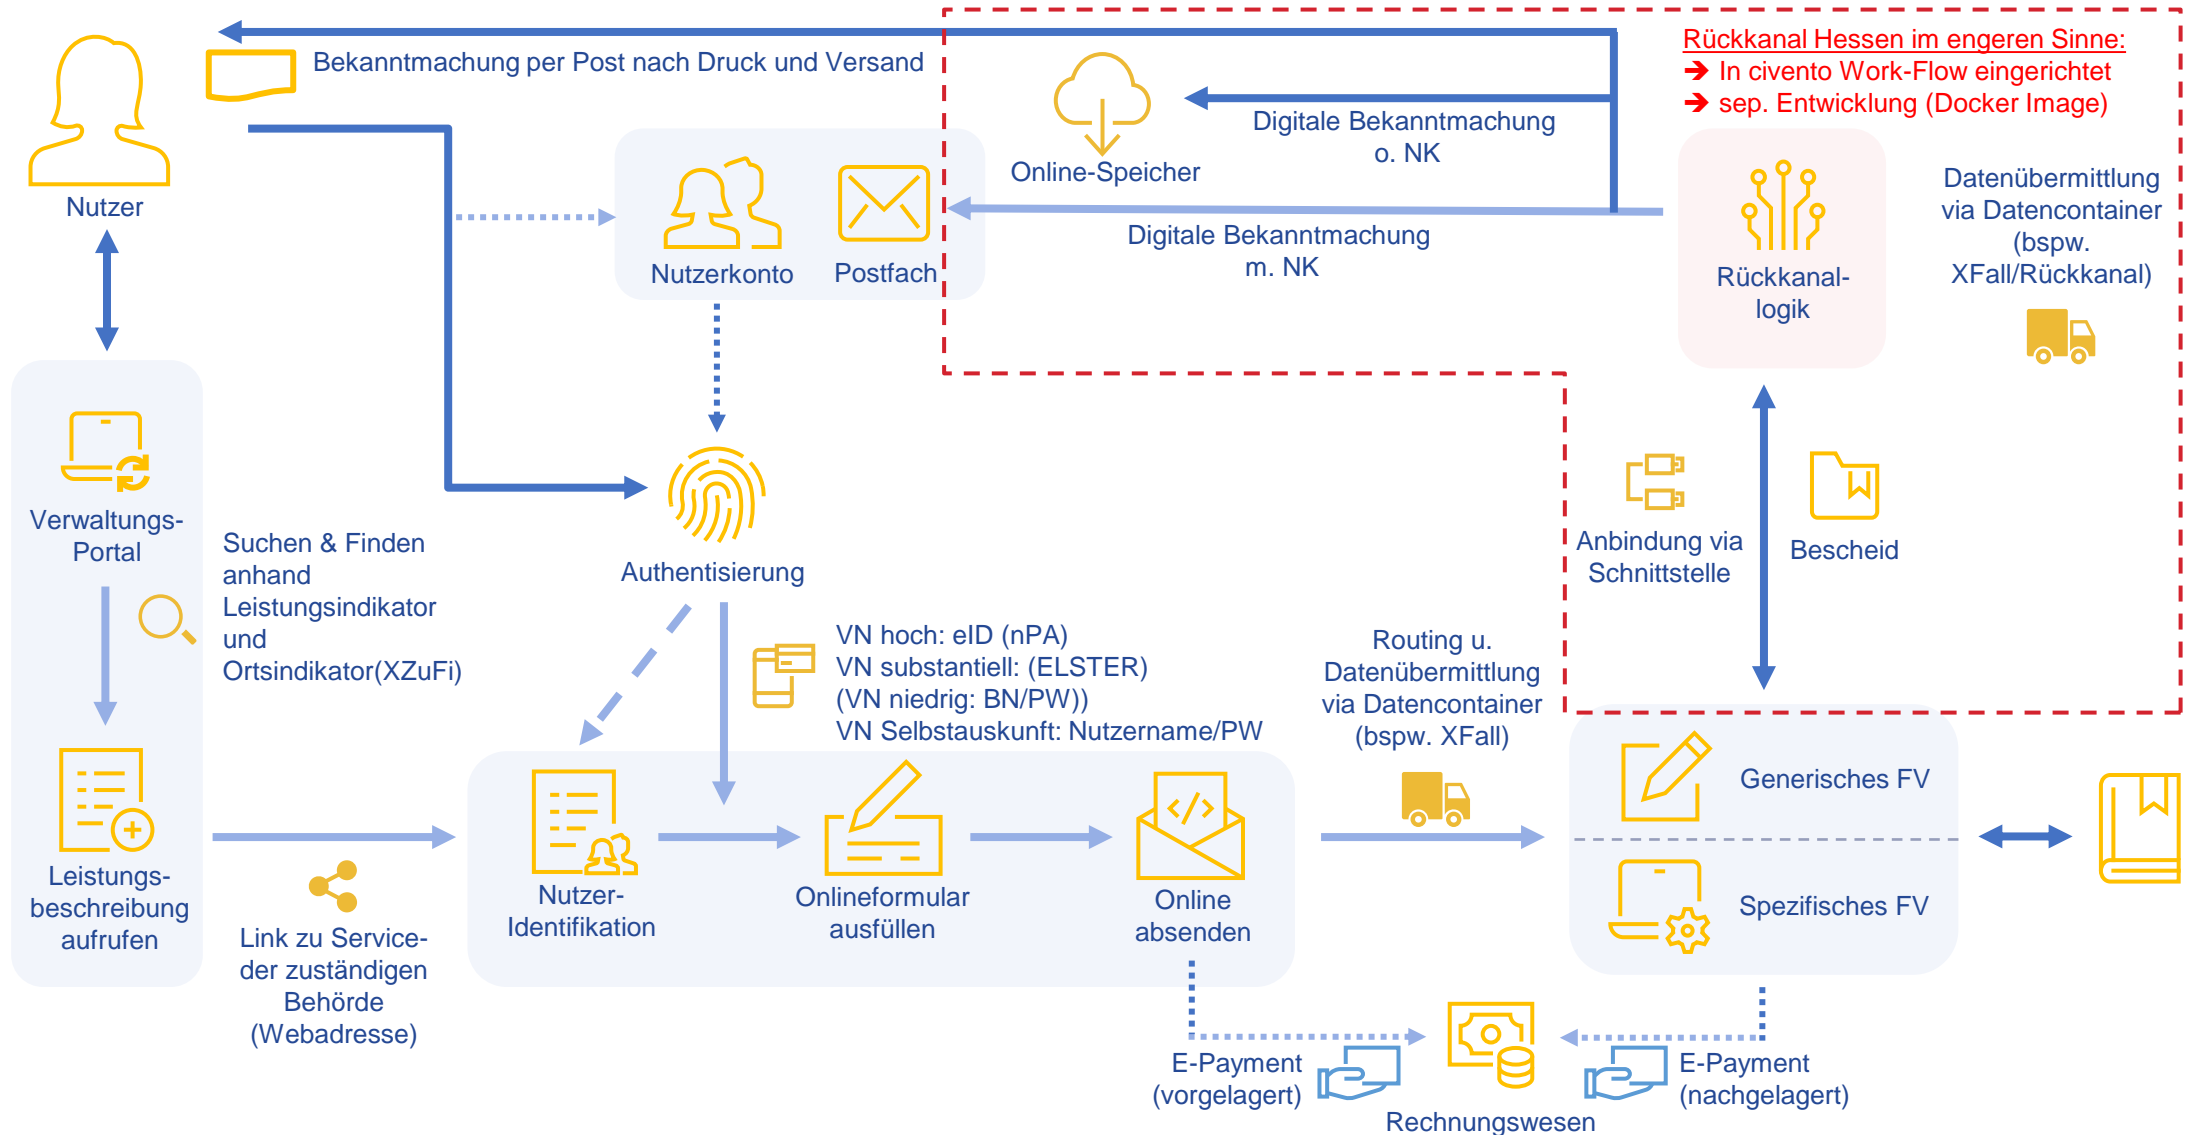 Rückkanal Hessen im engeren Sinne:
➔ In civento Work-Flow eingerichtet
➔ sep. Entwicklung (Docker Image)
Bekanntmachung per Post nach Druck und Versand
Nutzer
Online-Speicher
Digitale Bekanntmachung
o. NK
Digitale Bekanntmachung
m. NK
Nutzerkonto
Postfach
Rückkanal-
logik
Datenübermittlung
via Datencontainer
(bspw.
XFall/Rückkanal)
Verwaltungs-
Portal
Suchen & Finden
anhand
Leistungsindikator
und
Ortsindikator(XZuFi)
Authentisierung
Anbindung via
Schnittstelle
Bescheid
VN hoch: eID (nPA)
VN substantiell: (ELSTER)
(VN niedrig: BN/PW))
VN Selbstauskunft: Nutzername/PW
Routing u.
Datenübermittlung
via Datencontainer
(bspw. XFall)
Leistungs-
beschreibung
aufrufen
Link zu Service-
der zuständigen
Behörde
(Webadresse)
Nutzer-
Identifikation
Onlineformular
ausfüllen
Online
absenden
Generisches FV
Spezifisches FV
E-Payment
(vorgelagert)
Rechnungswesen
E-Payment
(nachgelagert)